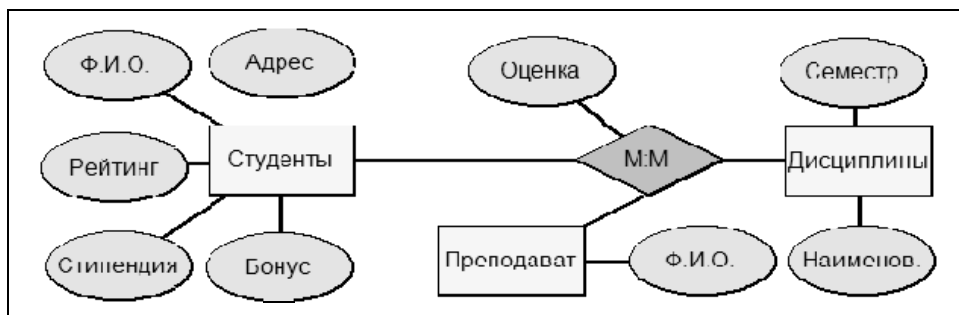 Ф.И.О.
Адрес
Оценка
Семестр
Студенты
М:М
Дисциплины
Рейтинг
Стипендия
Бонус
Преподават
Ф.И.О.
Наименов.